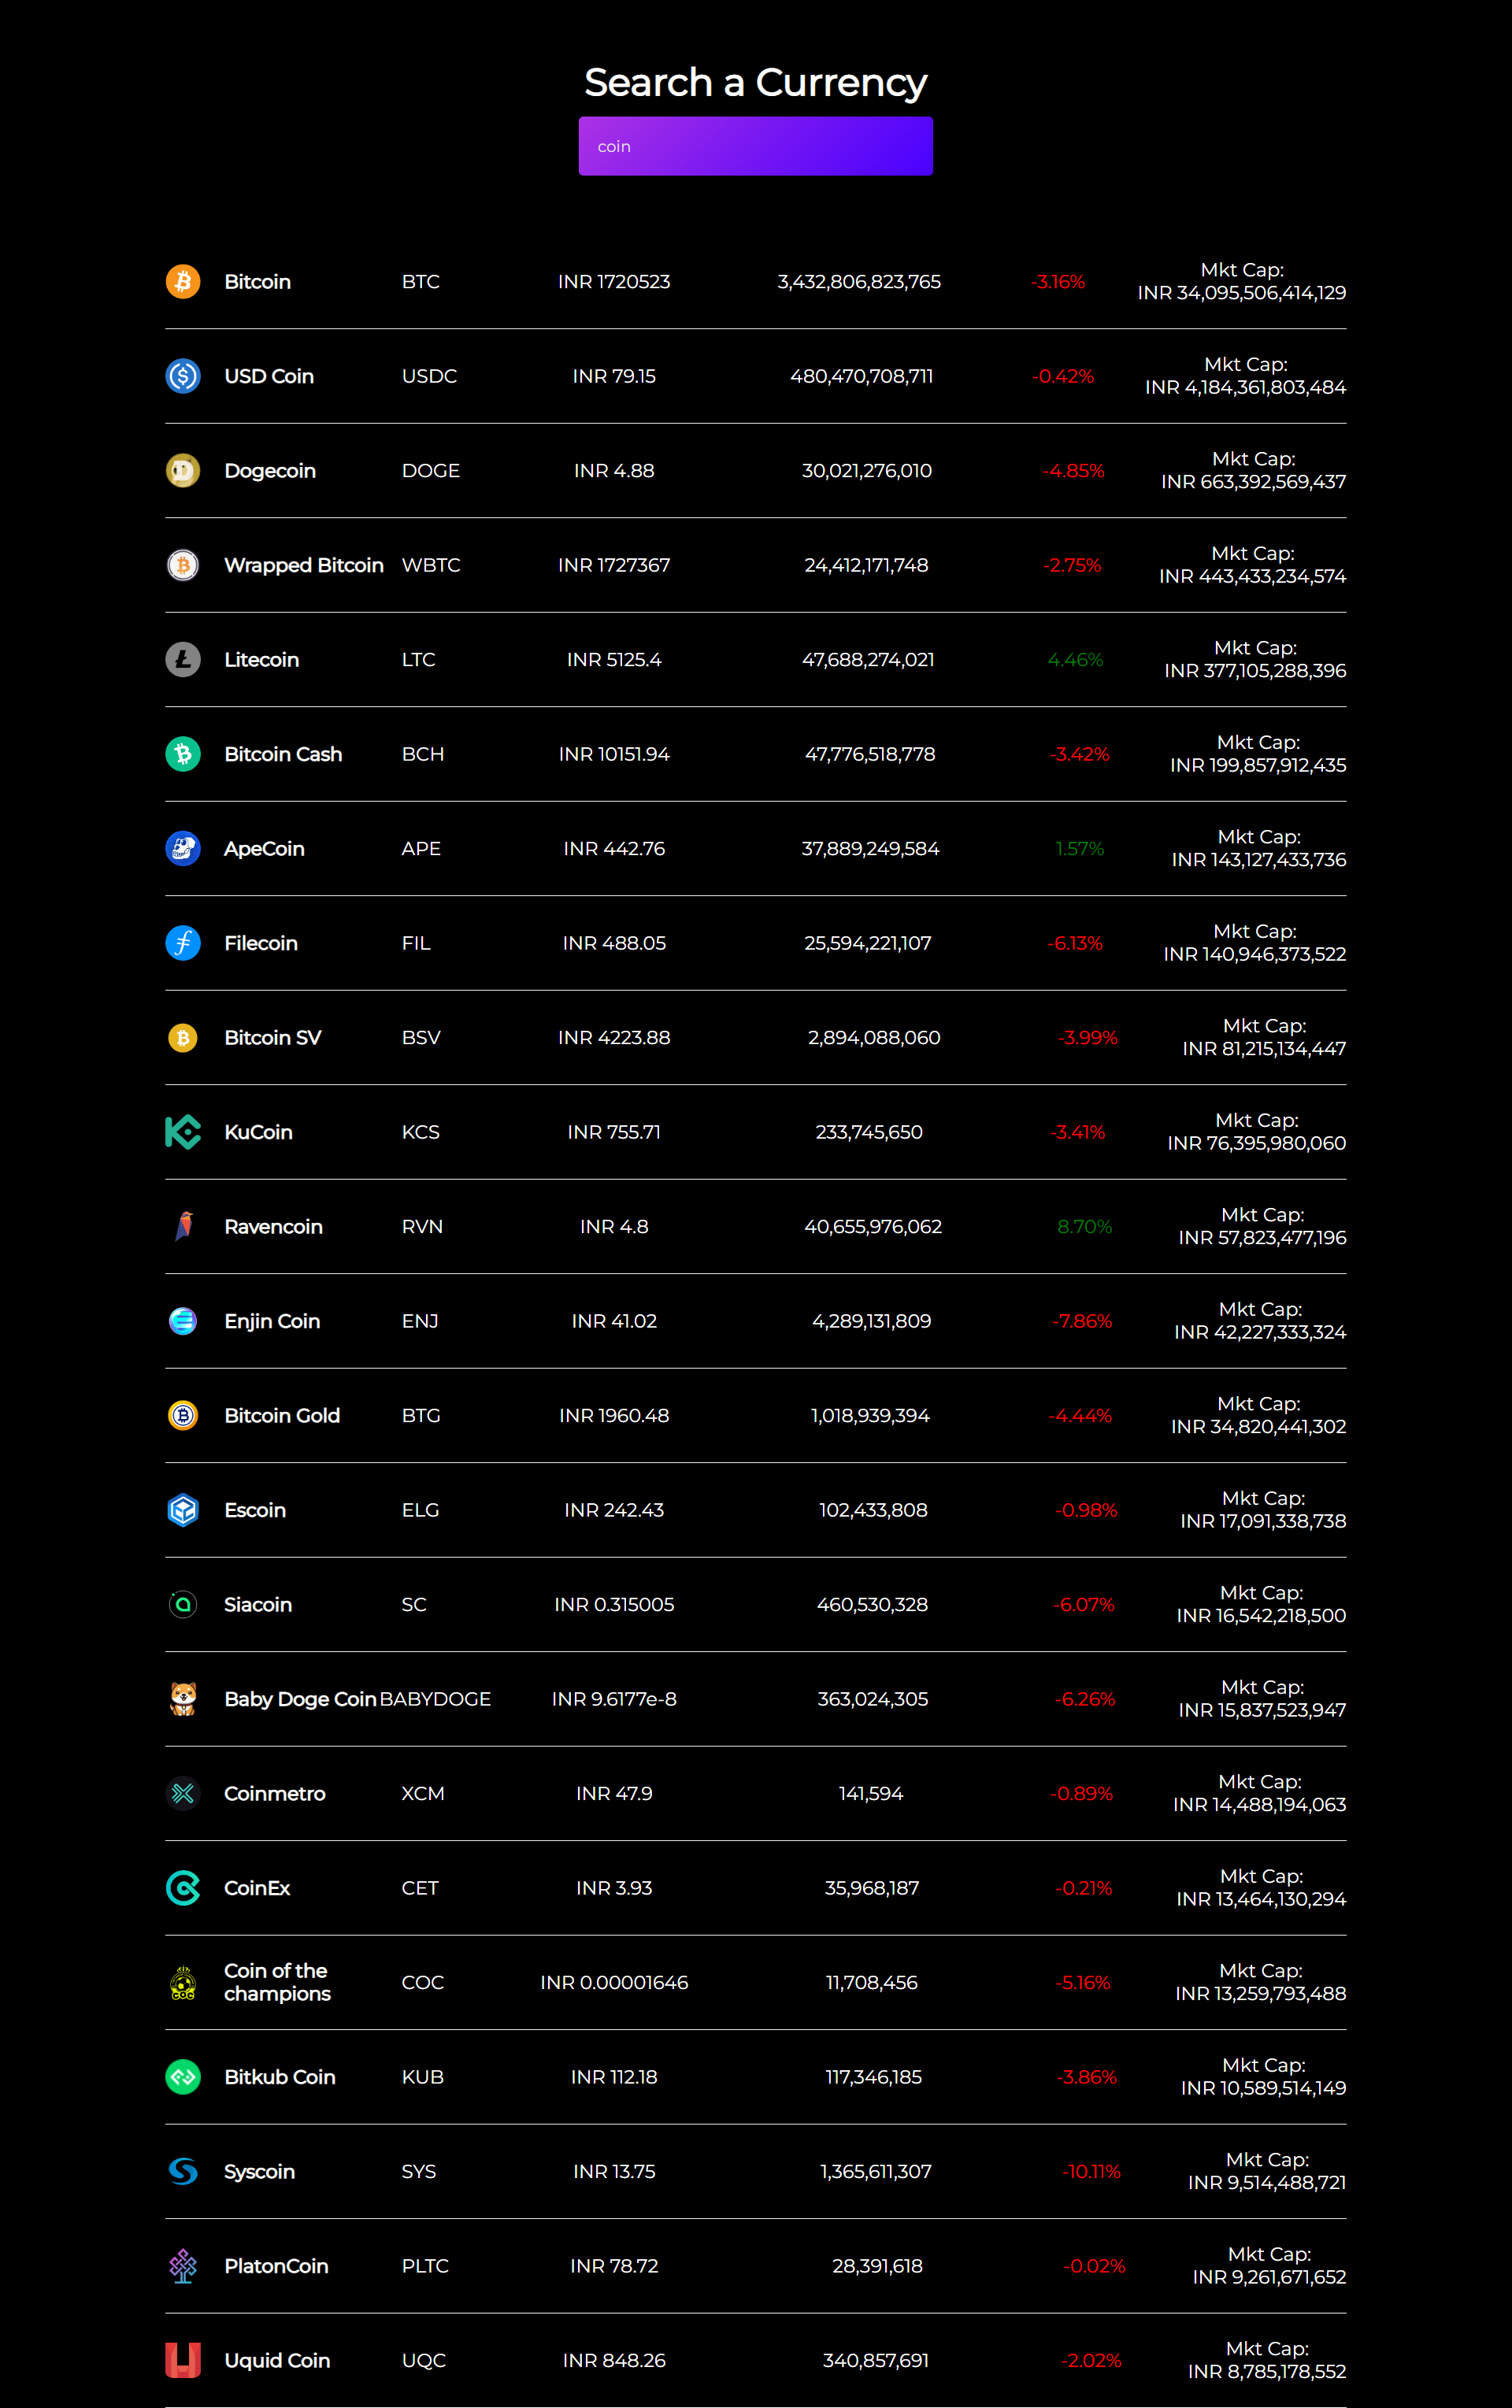 Search a Currency
coin
Bitcoin BTC INR 1720523 3,432,806,823,765 -3.16% Mkt Cap:
INR 34,095,506,414,129
USD Coin USDC INR 79.15 480,470,708,711 -0.42% Mkt Cap:
INR 4,184,361,803,484
Dogecoin DOGE INR 4.88 30,021,276,010 -4.85% Mkt Cap:
INR 663,392,569,437
Wrapped Bitcoin WBTC INR 1727367 24,412,171,748 -2.75% Mkt Cap:
INR 443,433,234,574
Litecoin LTC INR 5125.4 47,688,274,021 4.46% Mkt Cap:
INR 377,105,288,396
Bitcoin Cash BCH INR 10151.94 47,776,518,778 -3.42% Mkt Cap:
INR 199,857,912,435
ApeCoin APE INR 442.76 37,889,249,584 1.57% Mkt Cap:
INR 143,127,433,736
Filecoin FIL INR 488.05 25,594,221,107 -6.13% Mkt Cap:
INR 140,946,373,522
Bitcoin SV BSV INR 4223.88 2,894,088,060 -3.99% Mkt Cap:
INR 81,215,134,447
KuCoin KCS INR 755.71 233,745,650 -3.41% Mkt Cap:
INR 76,395,980,060
Ravencoin RVN INR 4.8 40,655,976,062 8.70% Mkt Cap:
INR 57,823,477,196
Enjin Coin ENJ INR 41.02 4,289,131,809 -7.86% Mkt Cap:
INR 42,227,333,324
Bitcoin Gold BTG INR 1960.48 1,018,939,394 -4.44% Mkt Cap:
INR 34,820,441,302
Escoin ELG INR 242.43 102,433,808 -0.98% Mkt Cap:
INR 17,091,338,738
Siacoin SC INR 0.315005 460,530,328 -6.07% Mkt Cap:
INR 16,542,218,500
Baby Doge Coin BABYDOGE INR 9.6177e-8 363,024,305 -6.26% Mkt Cap:
INR 15,837,523,947
Coinmetro XCM INR 47.9 141,594 -0.89% Mkt Cap:
INR 14,488,194,063
CoinEx CET INR 3.93 35,968,187 -0.21% Mkt Cap:
INR 13,464,130,294
Coin of the
champions COC INR 0.00001646 11,708,456 -5.16% Mkt Cap:
INR 13,259,793,488
Bitkub Coin KUB INR 112.18 117,346,185 -3.86% Mkt Cap:
INR 10,589,514,149
Syscoin SYS INR 13.75 1,365,611,307 -10.11% Mkt Cap:
INR 9,514,488,721
PlatonCoin PLTC INR 78.72 28,391,618 -0.02% Mkt Cap:
INR 9,261,671,652
Uquid Coin UQC INR 848.26 340,857,691 -2.02% Mkt Cap:
INR 8,785,178,552